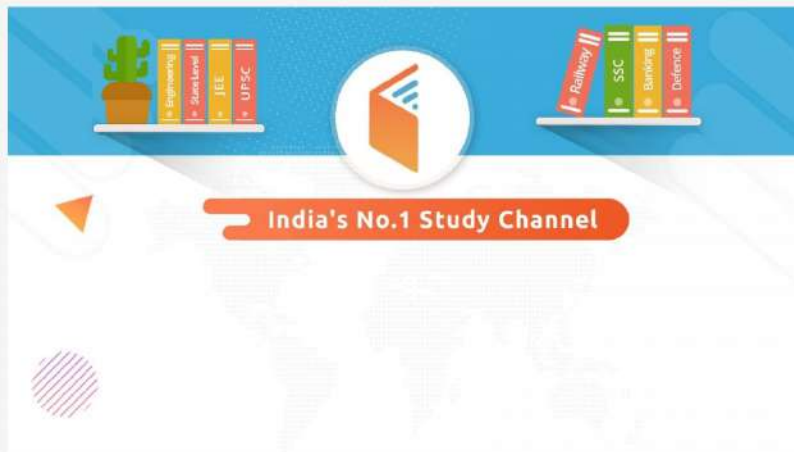 Engineering
State Level
JEE
UPSC
Railway
SSC
Banking
Defence
India's No.1 Study Channel